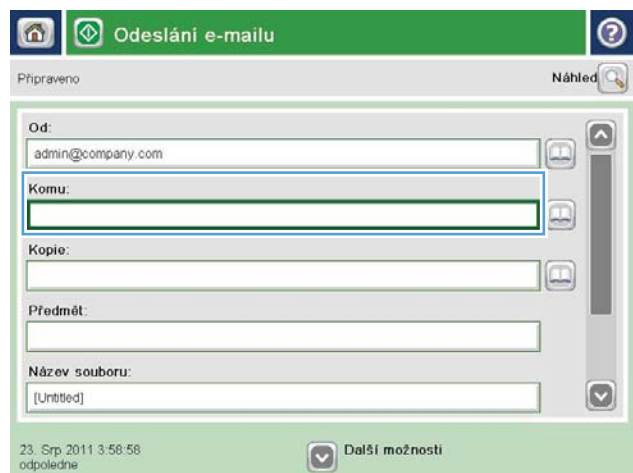 Odeslání e-mailu
Připraveno
Náhled
Od:
admin@company.com
Komu:
Kopie:
Předmět:
Název souboru:
[Untitled]
23. Srp 2011 3:58:58
odpoledne
Další možnosti